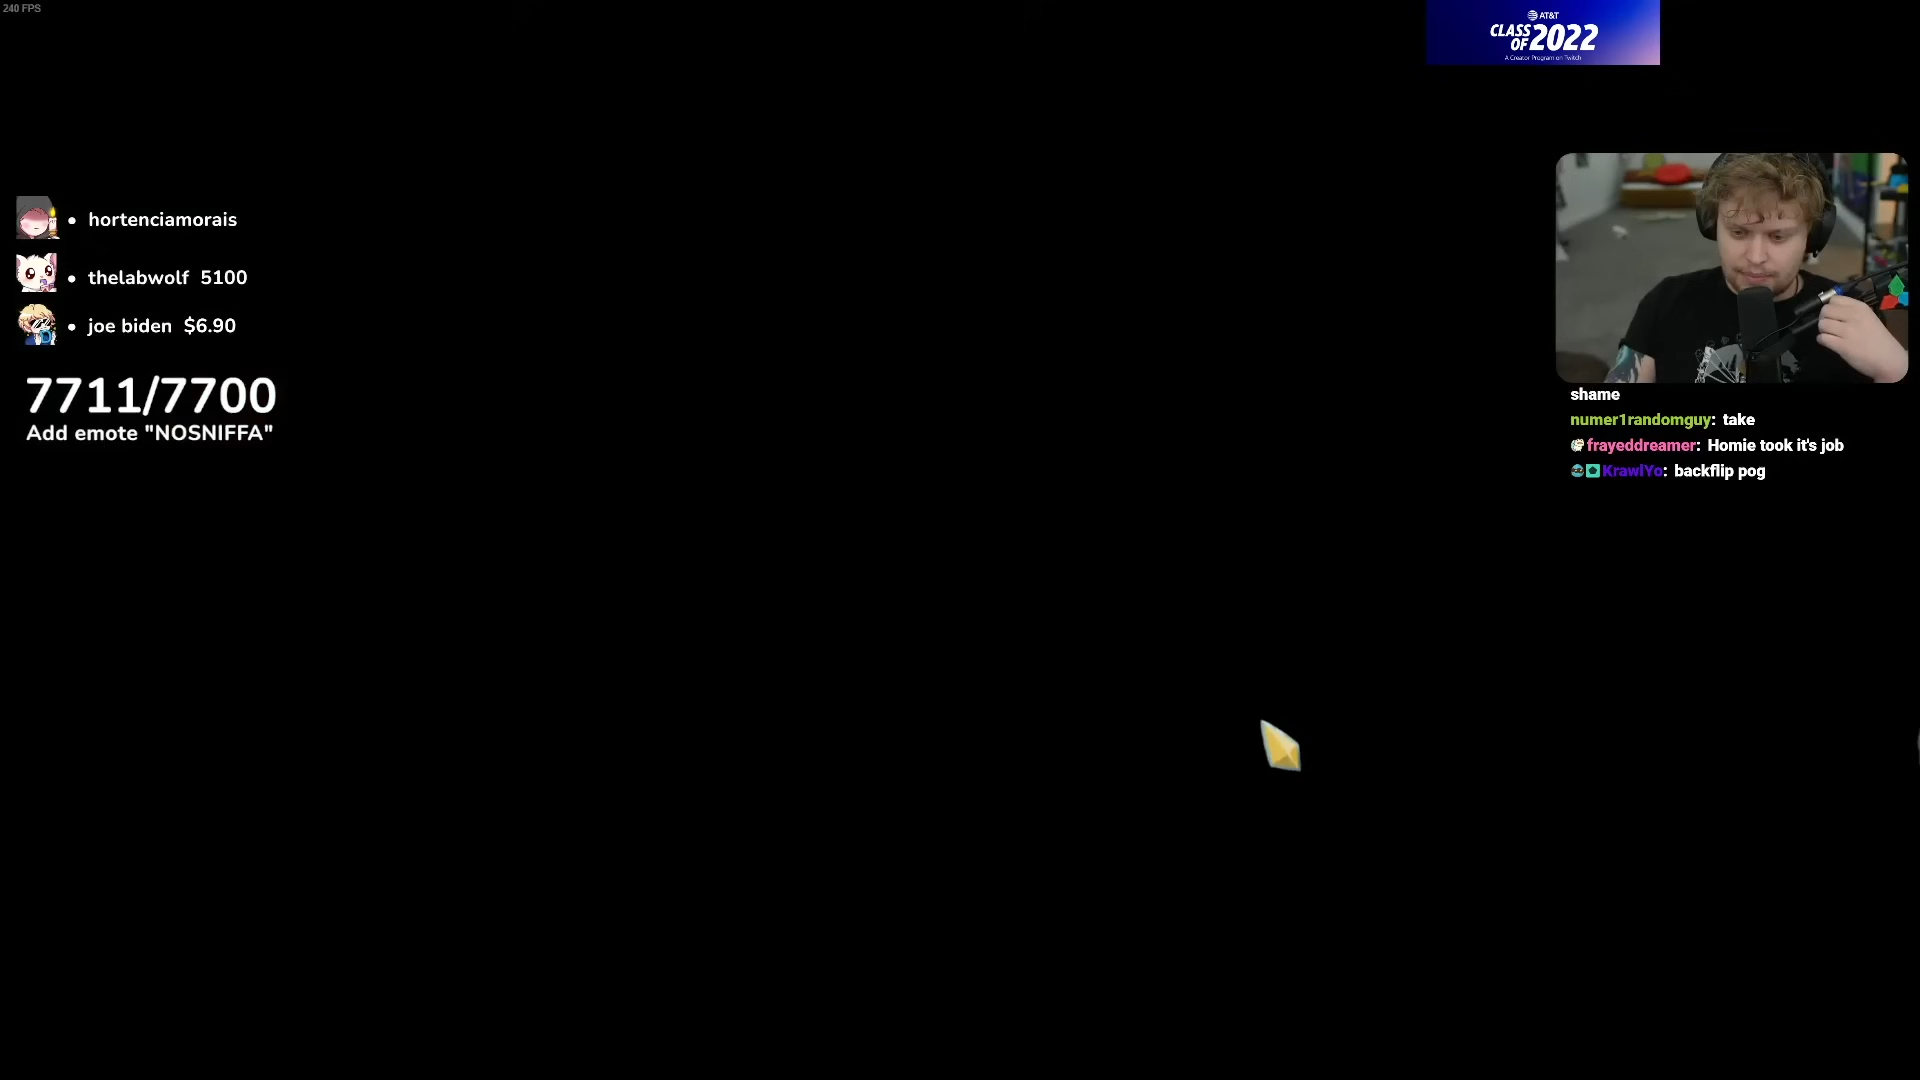 240 FPS
AT&T
CLASS
OF 2022
A Creator Program on Twitch
hortenciamorais
thelabwolf 5100
joe biden $6.90
7711/7700
Add emote "NOSNIFFA"
shame
numer1randomguy: take
frayeddreamer: Homie took it's job
KrawlYo: backflip pog